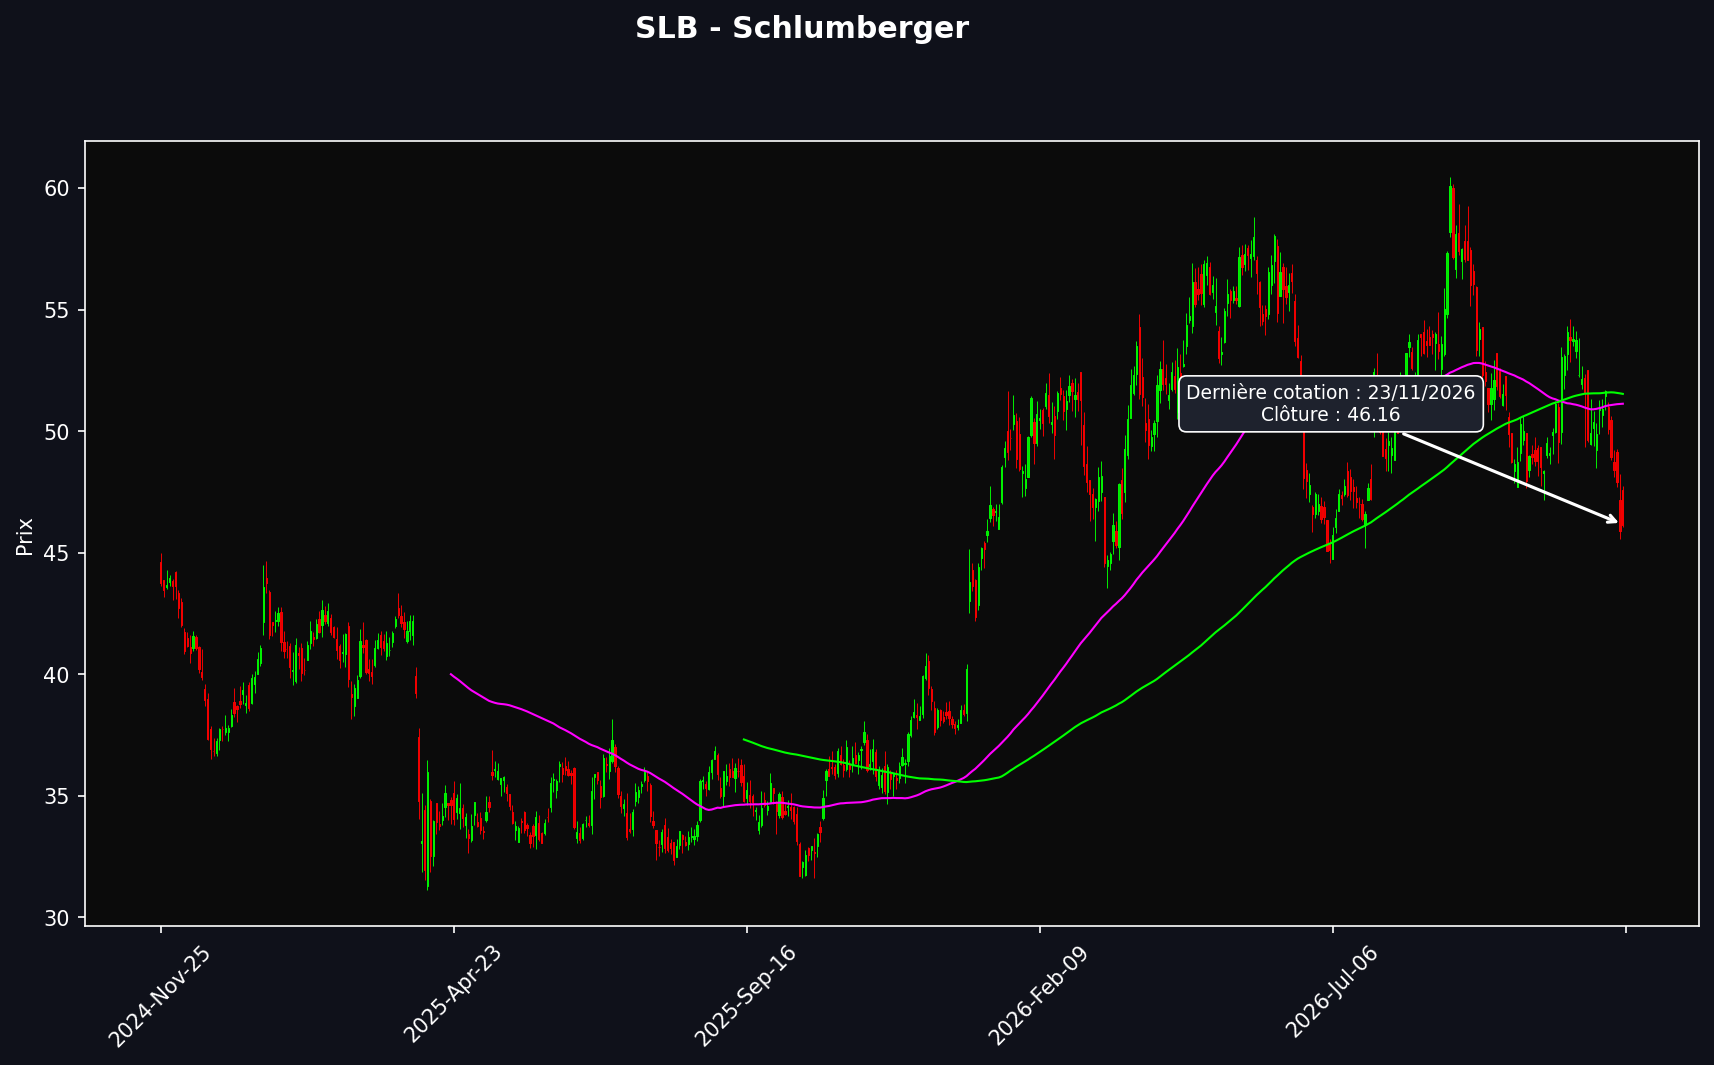 SLB - Schlumberger
Prix
60
55
50
45
40
35
30
Dernière cotation : 23/11/2026
Clôture : 46.16
2024-Nov-25
2025-Apr-23
2025-Sep-16
2026-Feb-09
2026-Jul-06